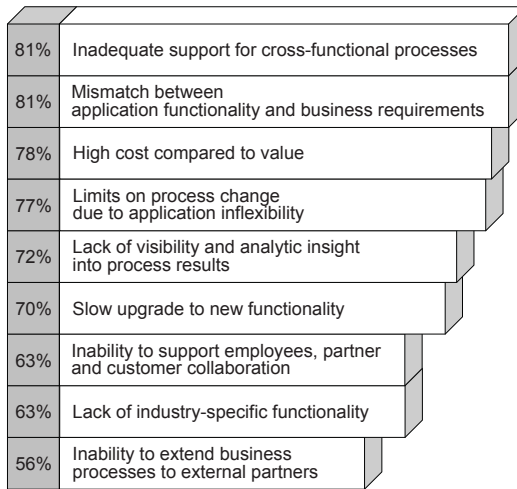 81% Inadequate support for cross-functional processes
81% Mismatch between
application functionality and business requirements
78% High cost compared to value
77% Limits on process change
due to application inflexibility
72% Lack of visibility and analytic insight
into process results
70% Slow upgrade to new functionality
63% Inability to support employees, partner
and customer collaboration
63% Lack of industry-specific functionality
56% Inability to extend business
processes to external partners